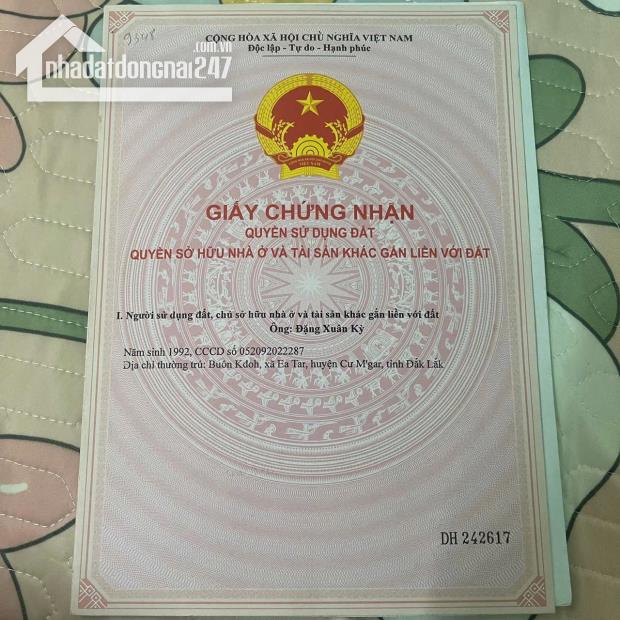 9348
CỘNG HÒA XÃ HỘI CHỦ NGHĨA VIỆT NAM
Độc lập - Tự do - Hạnh phúc
.com.vn
nhadatdongnai247
VIỆT NAM
GIẤY CHỨNG NHẬN
QUYỀN SỬ DỤNG ĐẤT
QUYỀN SỞ HỮU NHÀ Ở VÀ TÀI SẢN KHÁC GẮN LIỀN VỚI ĐẤT
I. Người sử dụng đất, chủ sở hữu nhà ở và tài sản khác gắn liền với đất
Ông: Đặng Xuân Kỳ
Năm sinh 1992, CCCD số 052092022287
Địa chỉ thường trú: Buôn Kdoh, xã Ea Tar, huyện Cư M'gar, tỉnh Đắk Lắk
DH 242617